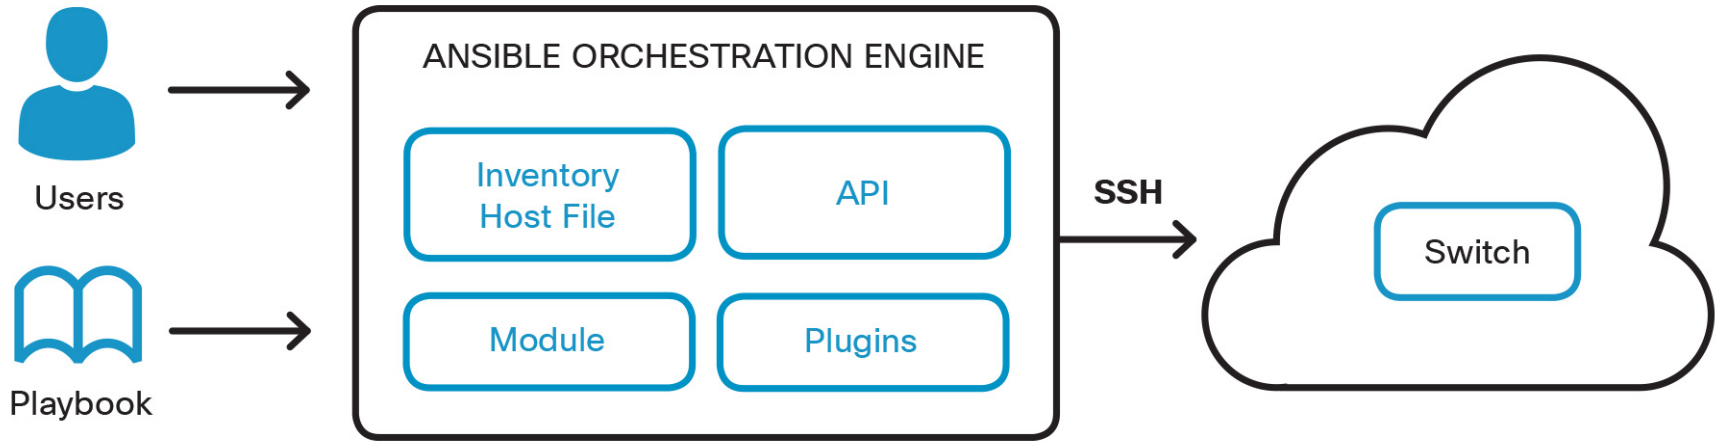 Users
Playbook
ANSIBLE ORCHESTRATION ENGINE
Inventory
Host File
API
Module
Plugins
SSH
Switch